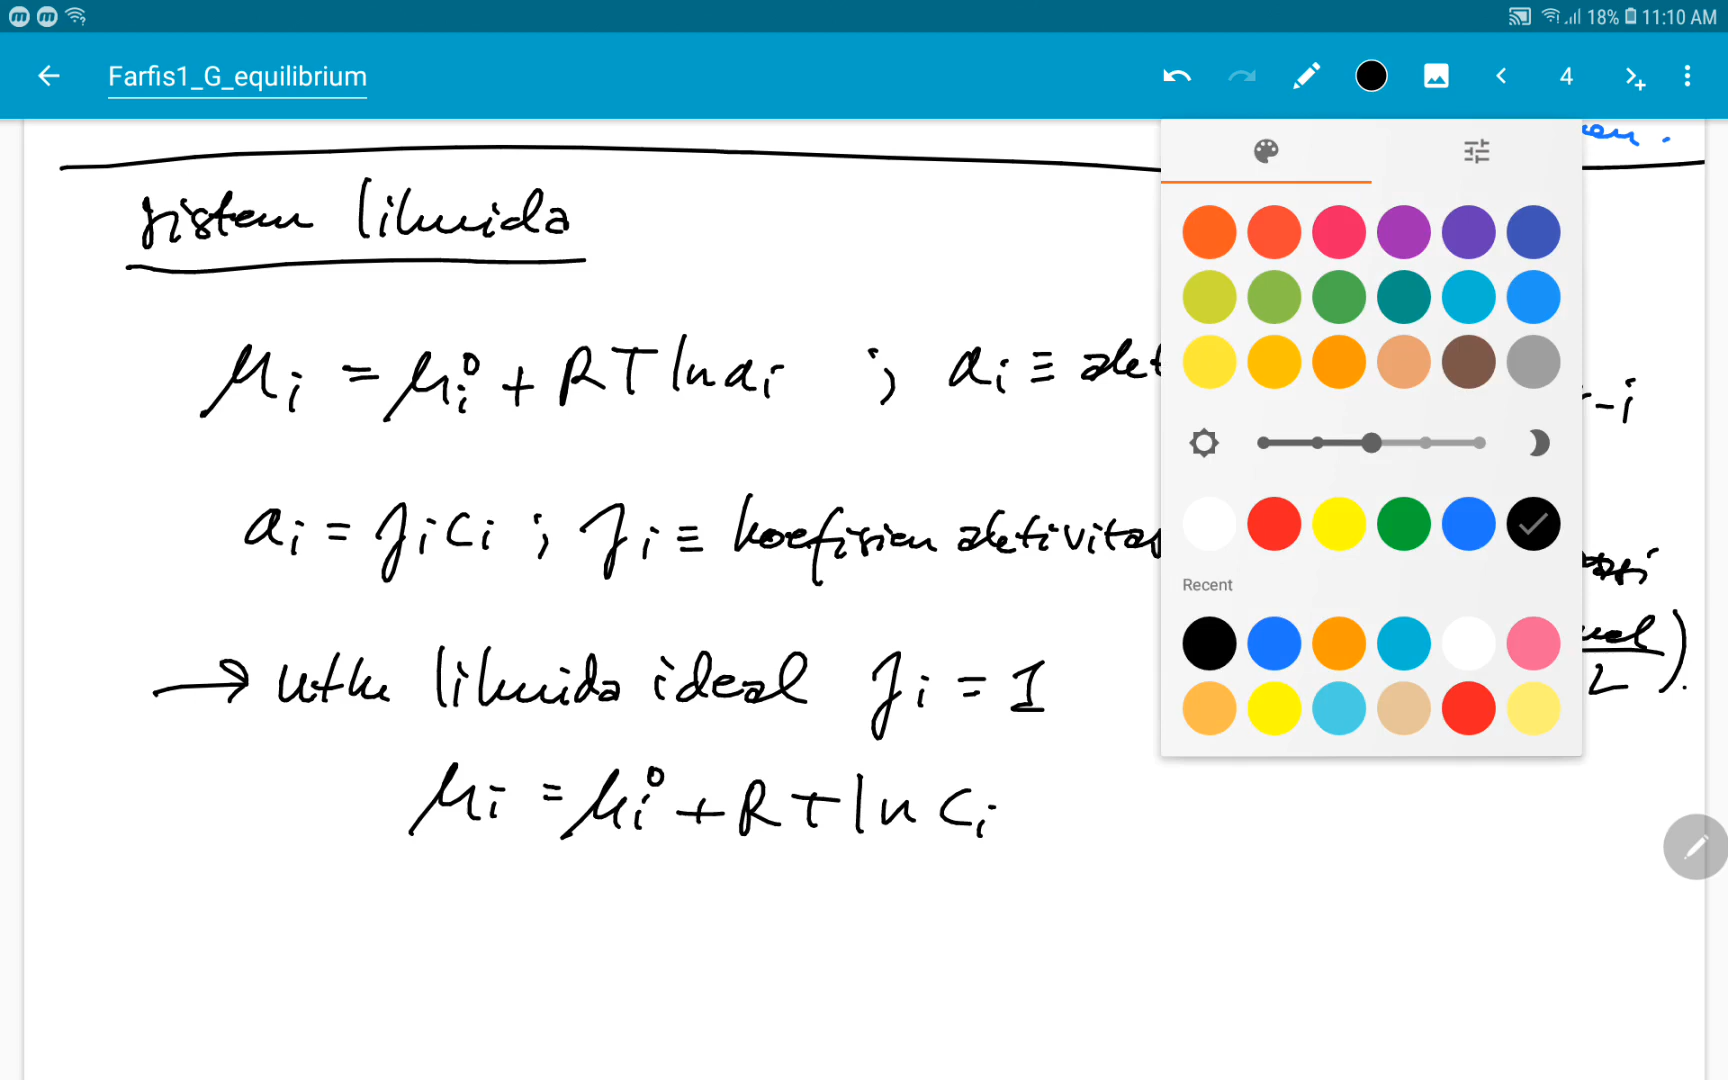 18% 11:10 AM
Farfis1_G_equilibrium 4
sistem likuida
μi = μi° + RT ln ai ; ai ≡ -i
ai = γi ci ; γi ≡ koefisien aktivitas
→ utk likuida ideal γi = 1
μi = μi° + RT ln Ci
Recent